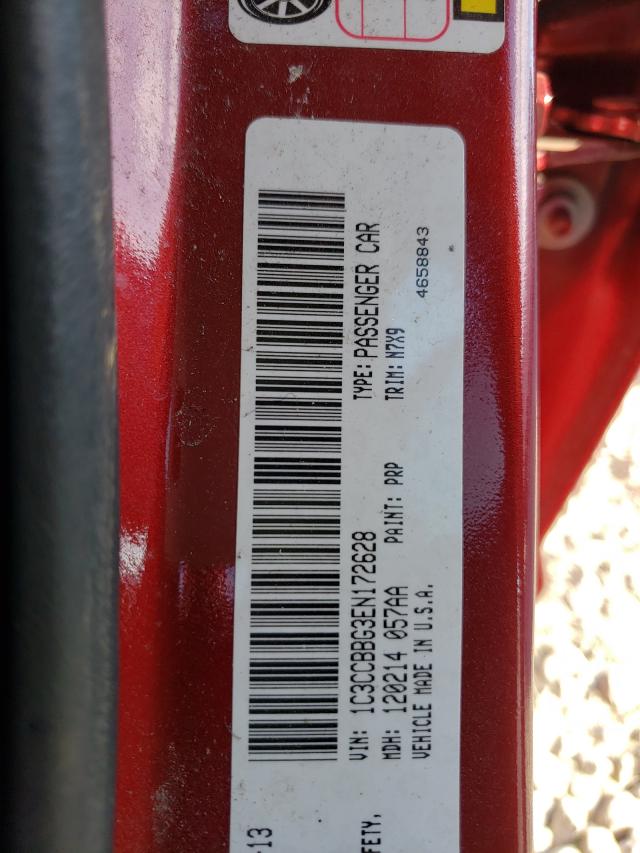 -13
FETY,
VIN: 1C3CCBBG3EN172628 TYPE: PASSENGER CAR
MDH: 120214 057AA PAINT: PRP TRIM: N7X9
VEHICLE MADE IN U.S.A. 4658843